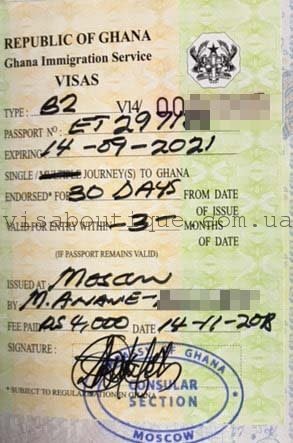 REPUBLIC OF GHANA
Ghana Immigration Service
VISAS
TYPE: B2 V14/ 00
PASSPORT Nº: ET 297
EXPIRING 14-09-2021
SINGLE / MULTIPLE JOURNEY(S) TO GHANA
ENDORSED* FOR 30 DAYS FROM DATE
OF ISSUE
visaboutique.com.ua
VALID FOR ENTRY WITHIN -3- MONTHS
OF DATE
(IF PASSPORT REMAINS VALID)
ISSUED AT Moscow
BY M.
FEE PAID RS 4,000 DATE 14-11-2018
SIGNATURE:
OF GHANA
* SUBJECT TO REGULARISATION IN GHANA
CONSULAR
SECTION
MOSCOW